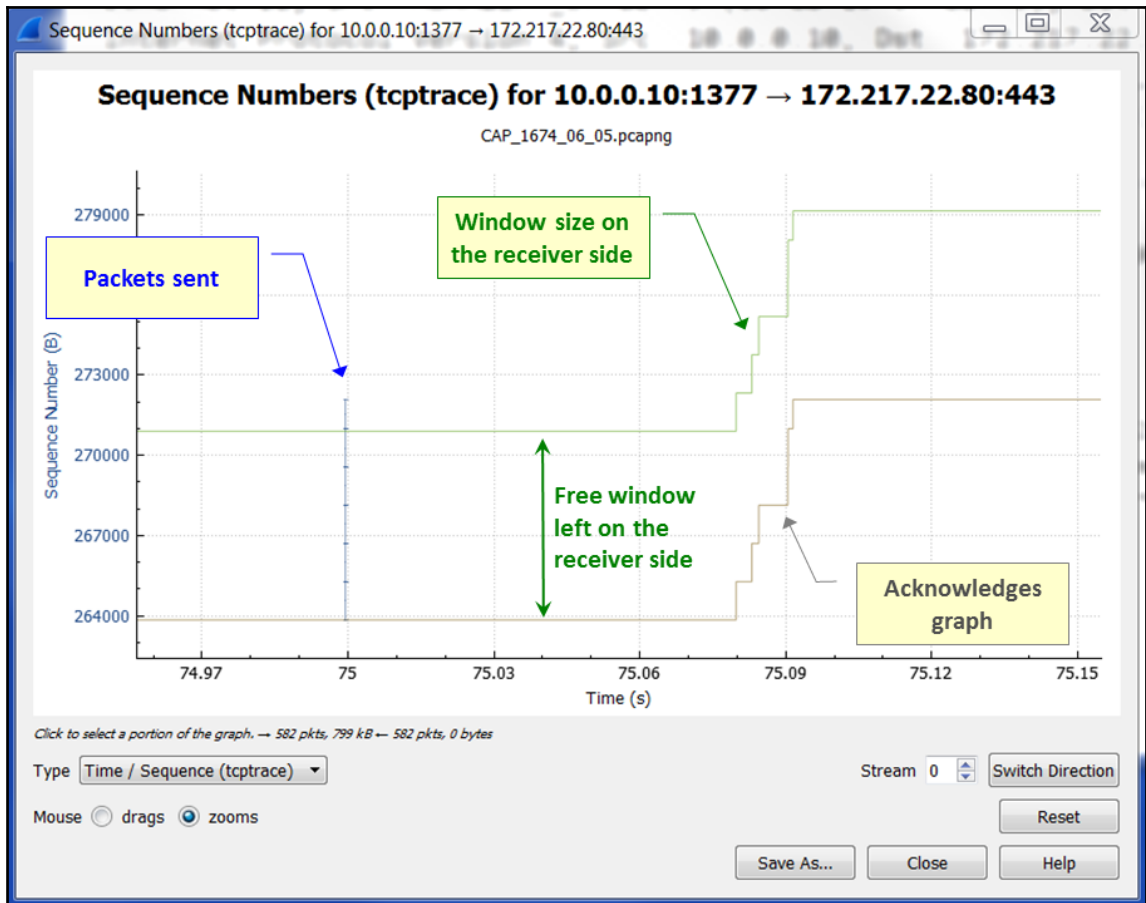 Sequence Numbers (tcptrace) for 10.0.0.10:1377 → 172.217.22.80:443
Sequence Numbers (tcptrace) for 10.0.0.10:1377 → 172.217.22.80:443
CAP_1674_06_05.pcapng
279000
273000
270000
267000
264000
Sequence Number (B)
Packets sent
Window size on
the receiver side
Free window
left on the
receiver side
Acknowledges
graph
74.97 75 75.03 75.06 75.09 75.12 75.15
Time (s)
Click to select a portion of the graph. → 582 pkts, 799 kB ← 582 pkts, 0 bytes
Type Time / Sequence (tcptrace) Stream 0 Switch Direction
Mouse drags zooms Reset
Save As... Close Help